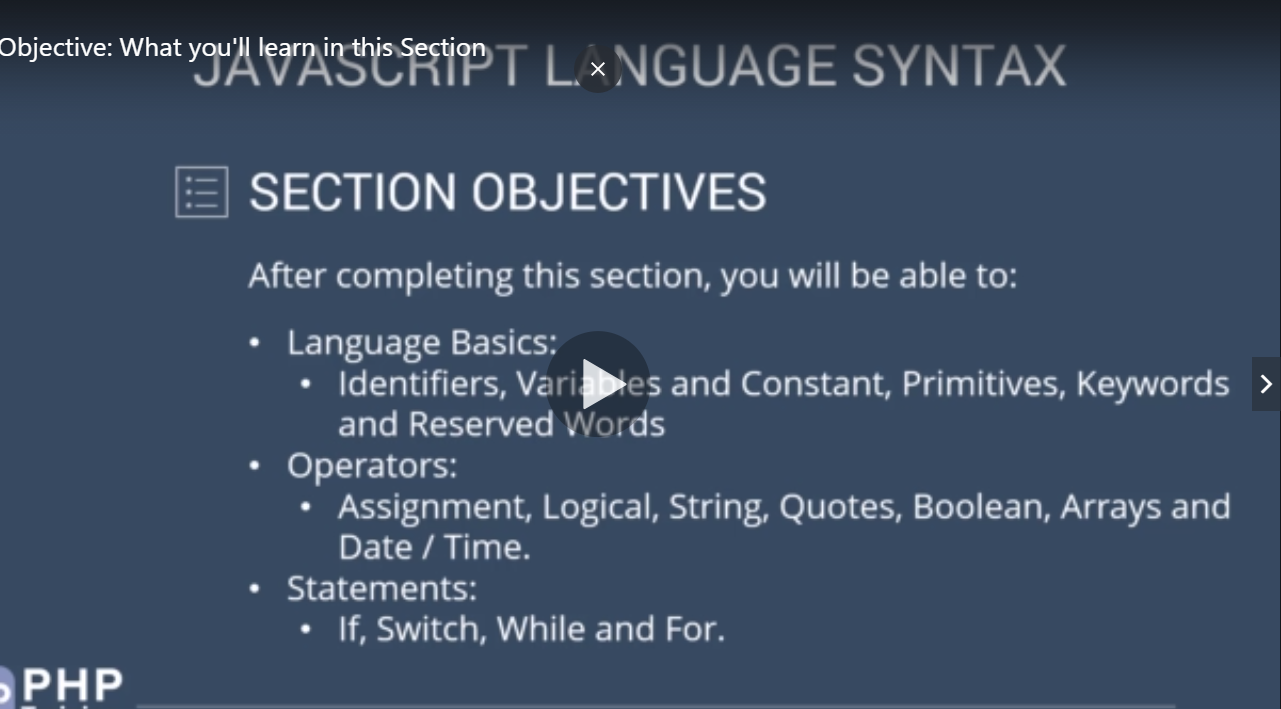 Objective: What you'll learn in this Section
JAVASCRIPT LANGUAGE SYNTAX
SECTION OBJECTIVES
After completing this section, you will be able to:
• Language Basics:
• Identifiers, Variables and Constant, Primitives, Keywords
and Reserved Words
• Operators:
• Assignment, Logical, String, Quotes, Boolean, Arrays and
Date / Time.
• Statements:
• If, Switch, While and For.
PHP